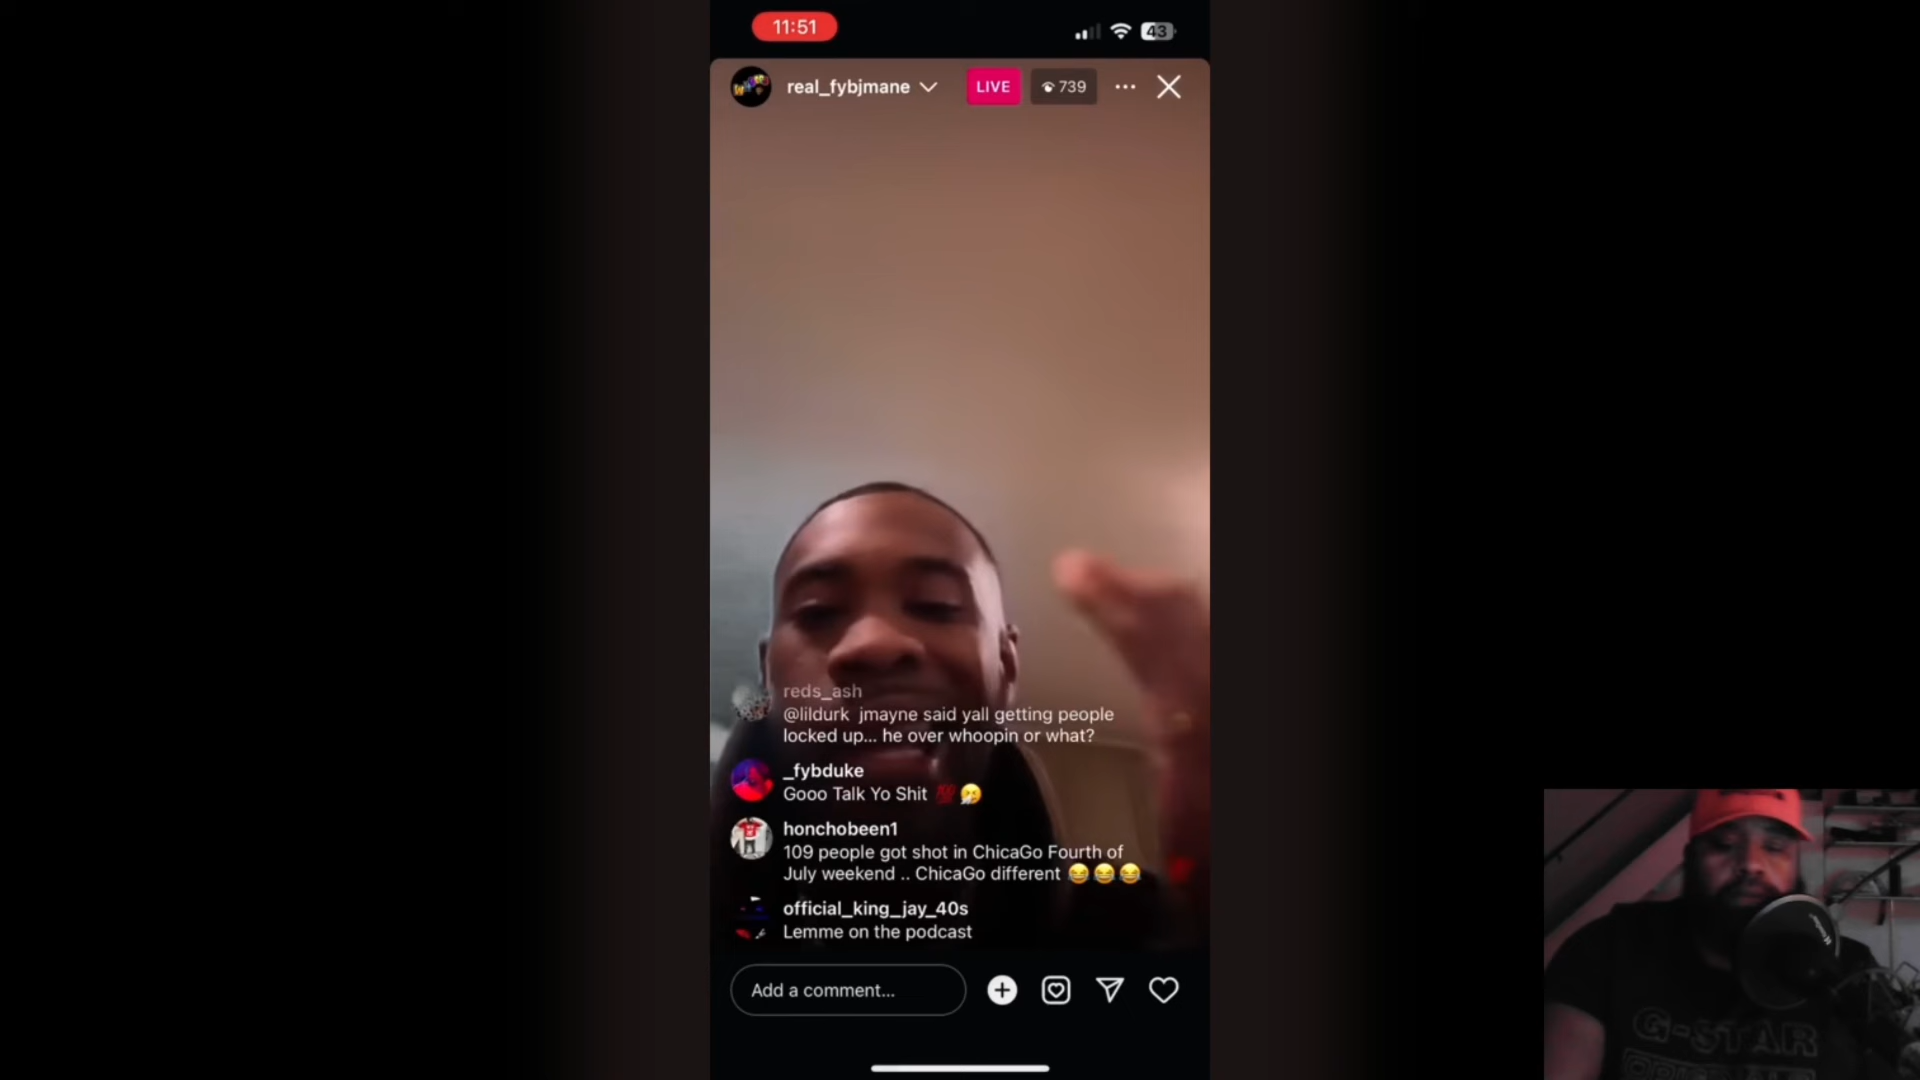 11:51
43
real_fybjmane
LIVE
739
reds_ash
@lildurk jmayne said yall getting people
locked up... he over whoopin or what?
_fybduke
Gooo Talk Yo Shit 💯🤧
honchobeen1
109 people got shot in ChicaGo Fourth of
July weekend .. ChicaGo different 😂😂😂
official_king_jay_40s
Lemme on the podcast
Add a comment...
G-STAR